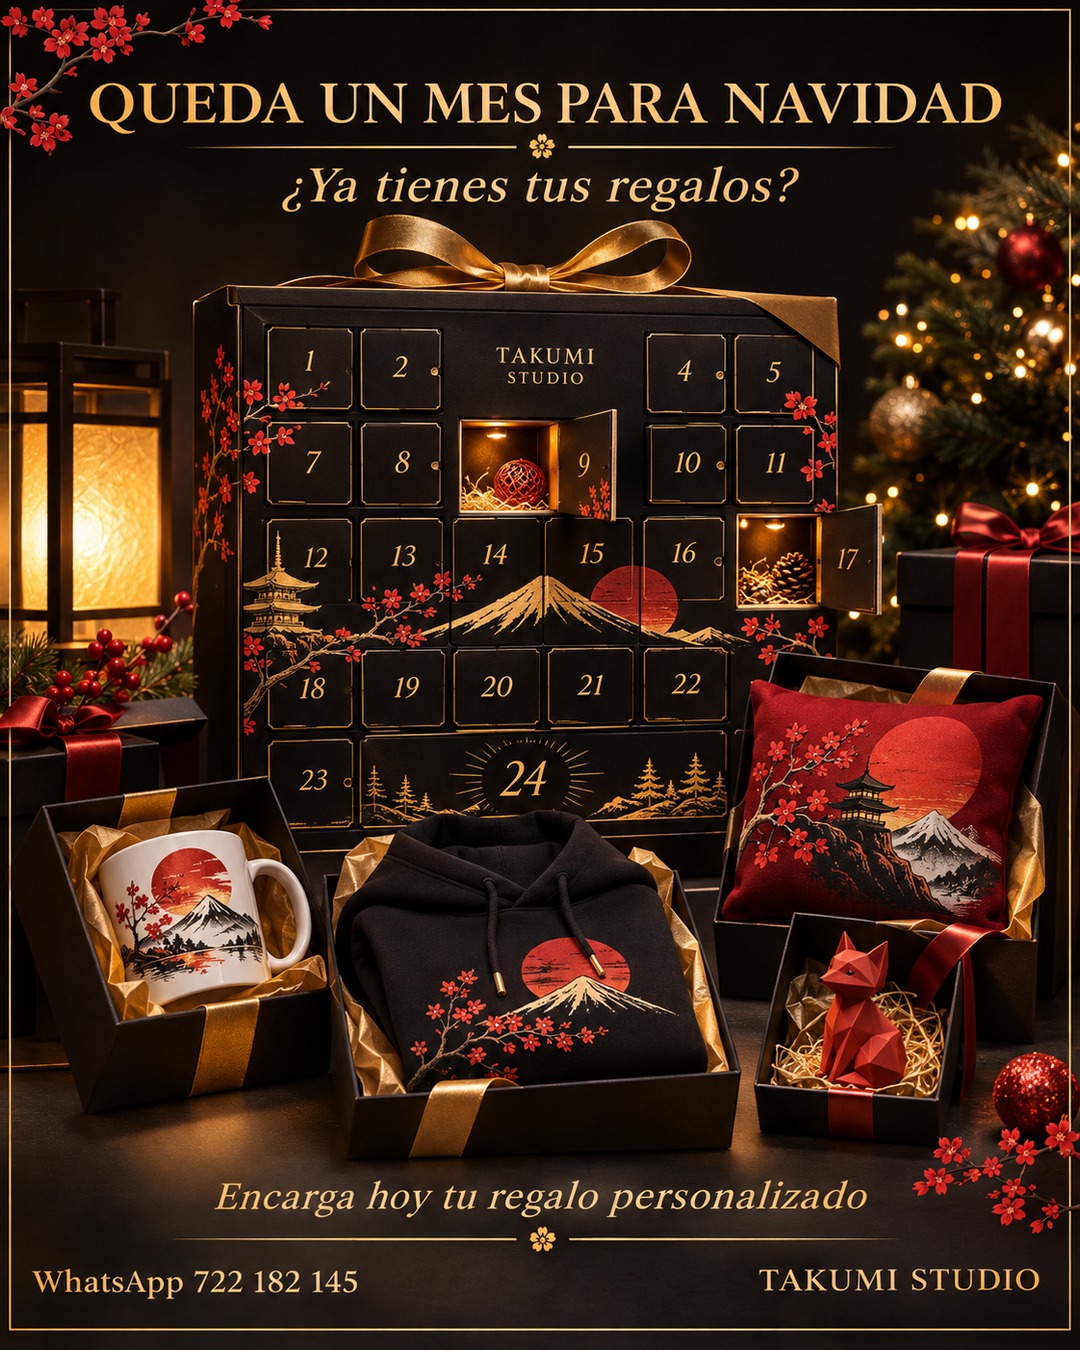 QUEDA UN MES PARA NAVIDAD
¿Ya tienes tus regalos?
TAKUMI
STUDIO
1 2 4 5
7 8 9 10 11
12 13 14 15 16 17
18 19 20 21 22
23 24
Encarga hoy tu regalo personalizado
WhatsApp 722 182 145
TAKUMI STUDIO